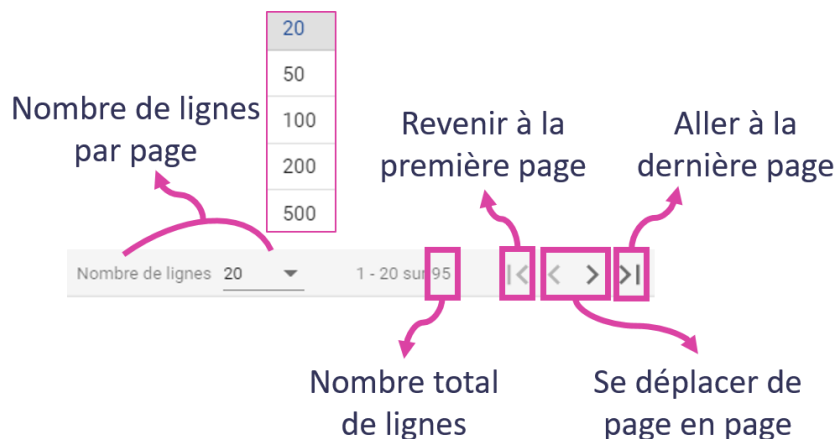 20
50
100
200
500
Nombre de lignes
par page
Revenir à la
première page
Aller à la
dernière page
Nombre de lignes 20 1 - 20 sur 95
Nombre total
de lignes
Se déplacer de
page en page